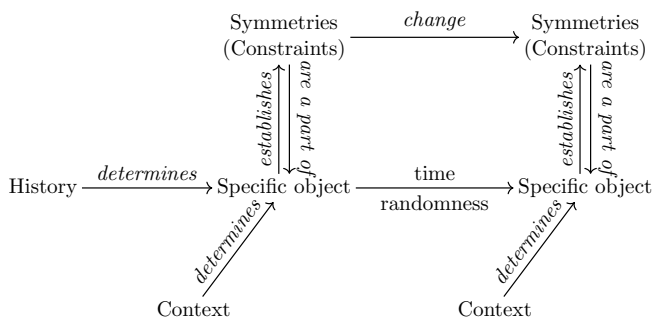 Symmetries
(Constraints)
change
Symmetries
(Constraints)
establishes
are a part of
establishes
are a part of
History
determines
Specific object
time
randomness
Specific object
determines
determines
Context
Context